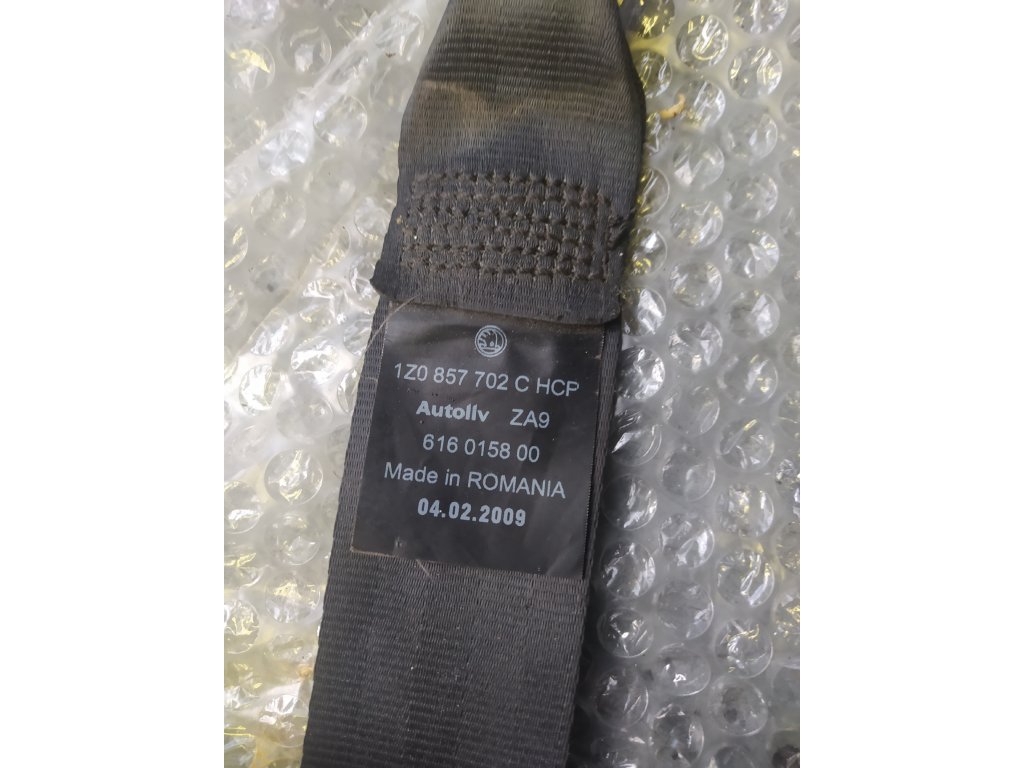 1Z0 857 702 C HCP
Autoliv ZA9
616 0158 00
Made in ROMANIA
04.02.2009